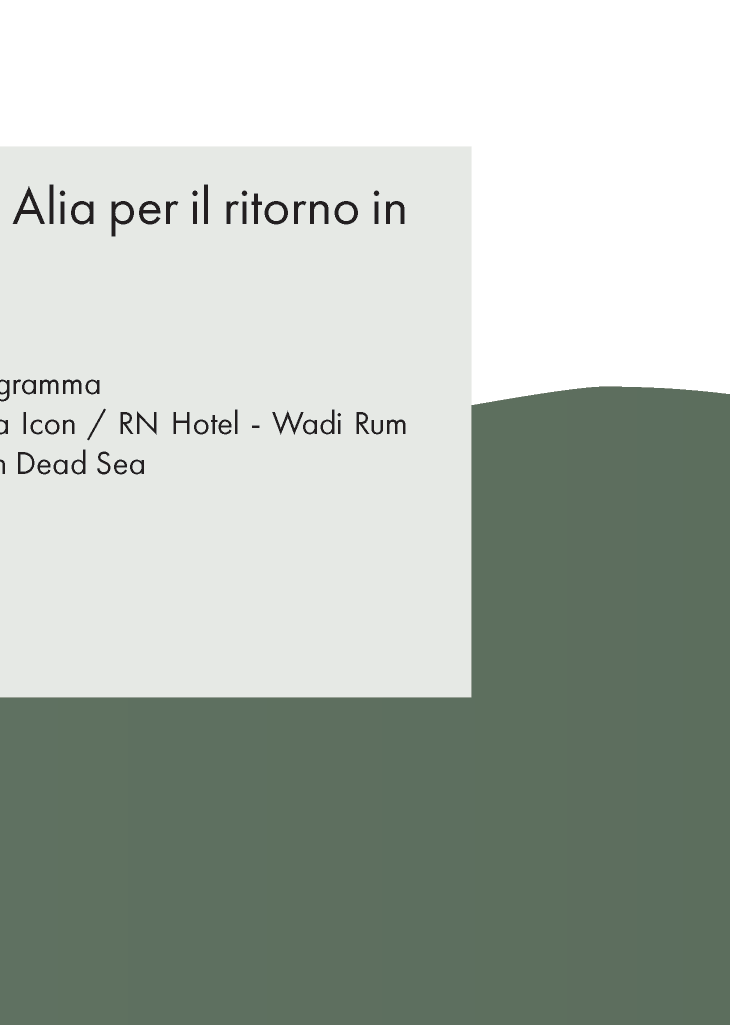 Alia per il ritorno in
gramma
a Icon / RN Hotel - Wadi Rum
n Dead Sea